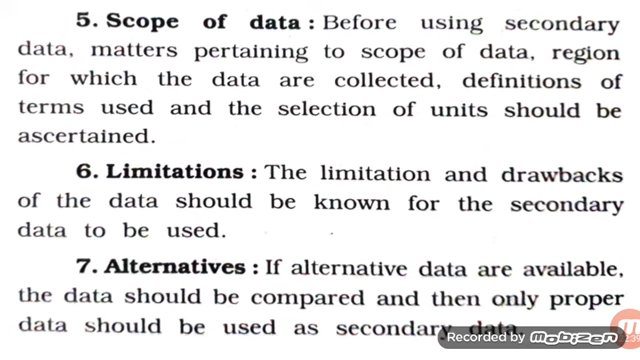 5. Scope of data : Before using secondary
data, matters pertaining to scope of data, region
for which the data are collected, definitions of
terms used and the selection of units should be
ascertained.
6. Limitations : The limitation and drawbacks
of the data should be known for the secondary
data to be used.
7. Alternatives : If alternative data are available,
the data should be compared and then only proper
data should be used as secondary data.
Recorded by mobizen